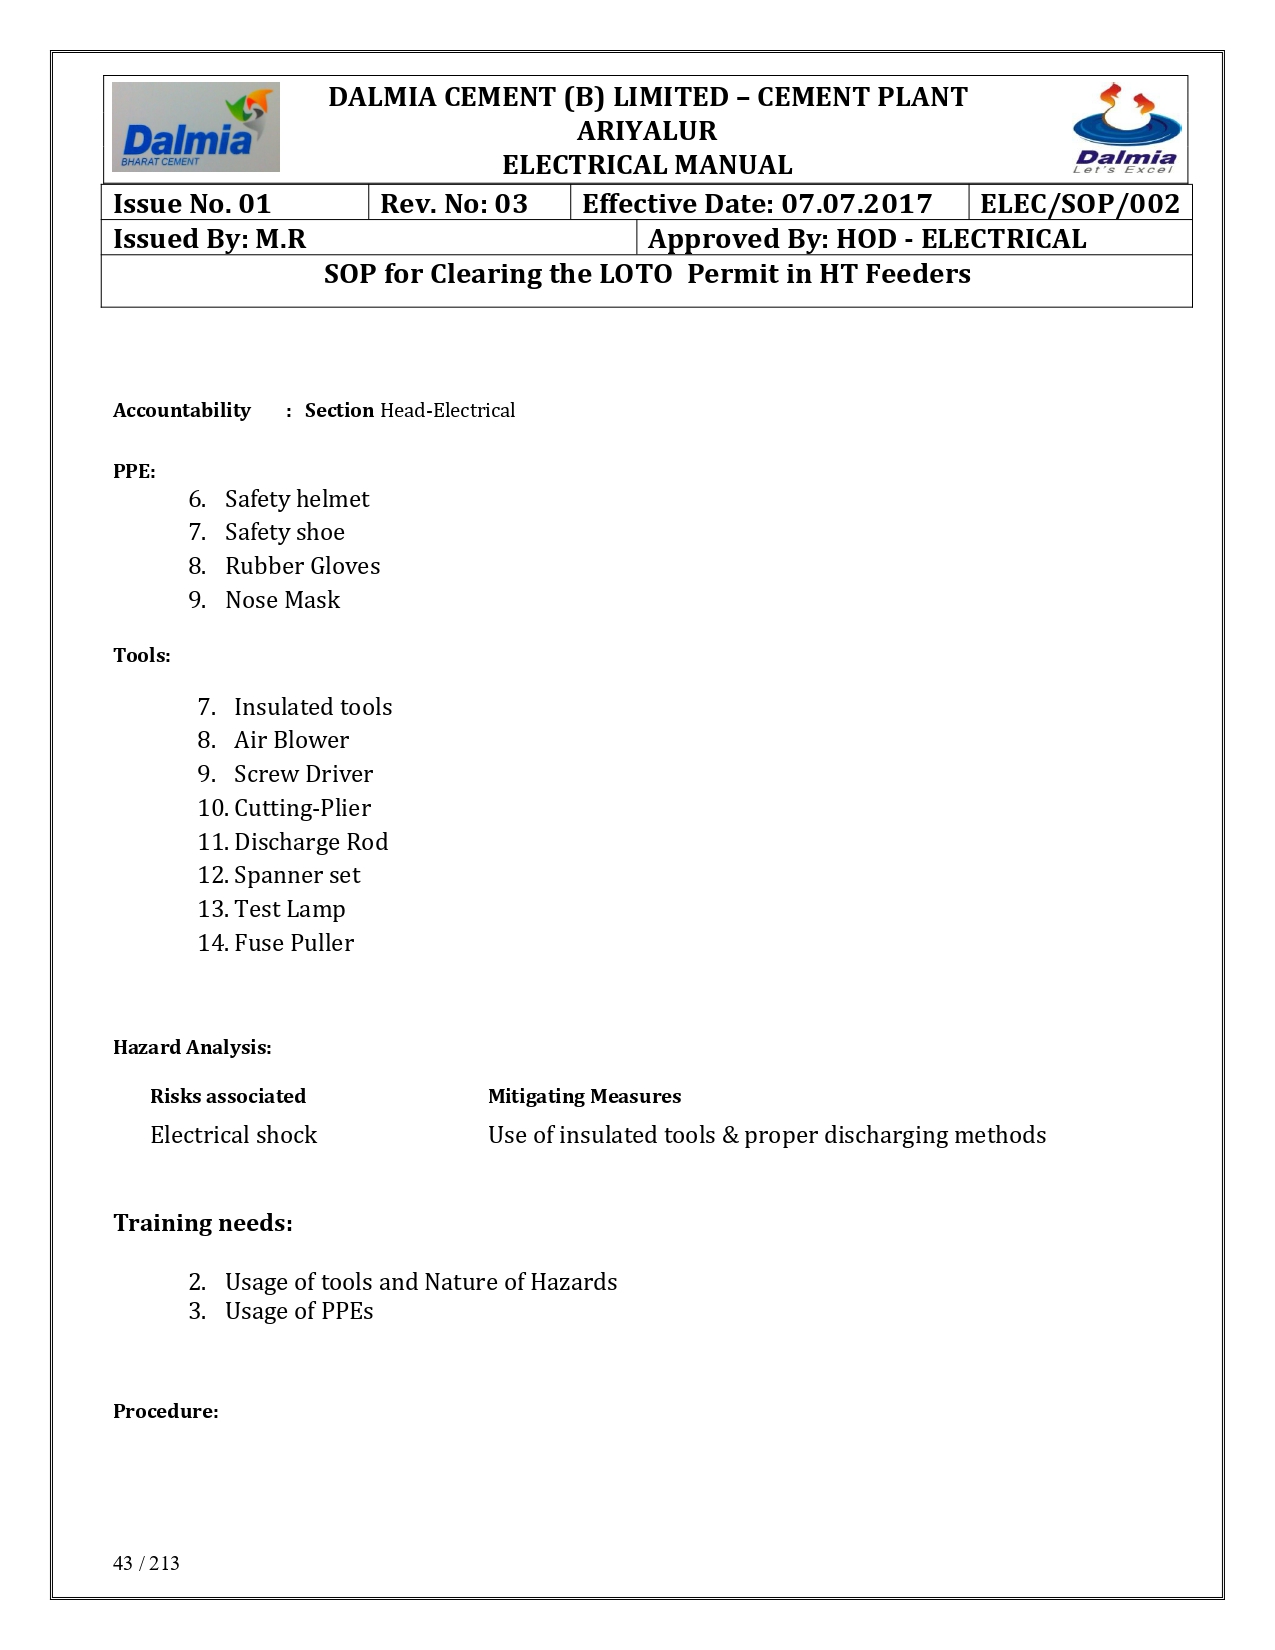 Dalmia
BHARAT CEMENT
DALMIA CEMENT (B) LIMITED – CEMENT PLANT
ARIYALUR
ELECTRICAL MANUAL
Dalmia
Let's Excel
Issue No. 01 Rev. No: 03 Effective Date: 07.07.2017 ELEC/SOP/002
Issued By: M.R Approved By: HOD - ELECTRICAL
SOP for Clearing the LOTO  Permit in HT Feeders
Accountability : Section Head-Electrical
PPE:
6. Safety helmet
7. Safety shoe
8. Rubber Gloves
9. Nose Mask
Tools:
7. Insulated tools
8. Air Blower
9. Screw Driver
10. Cutting-Plier
11. Discharge Rod
12. Spanner set
13. Test Lamp
14. Fuse Puller
Hazard Analysis:
Risks associated Mitigating Measures
Electrical shock Use of insulated tools & proper discharging methods
Training needs:
2. Usage of tools and Nature of Hazards
3. Usage of PPEs
Procedure:
43 / 213